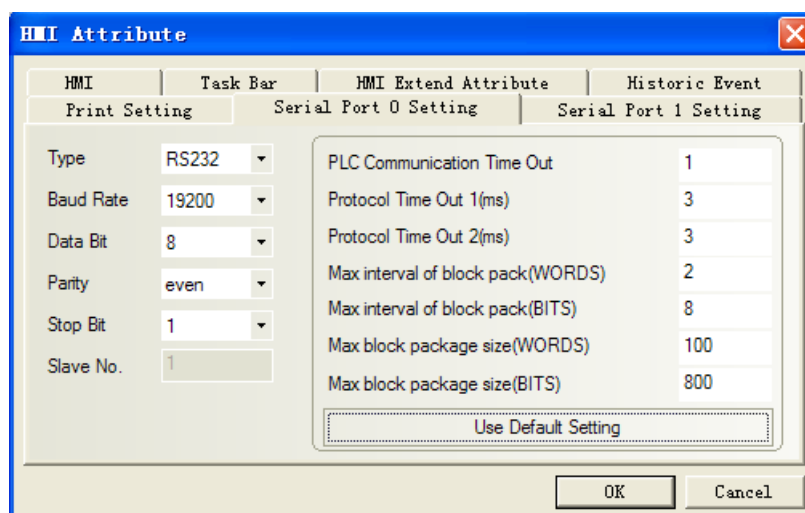 HMI Attribute
HMI Task Bar HMI Extend Attribute Historic Event
Print Setting Serial Port 0 Setting Serial Port 1 Setting
Type RS232
Baud Rate 19200
Data Bit 8
Parity even
Stop Bit 1
Slave No. 1
PLC Communication Time Out 1
Protocol Time Out 1(ms) 3
Protocol Time Out 2(ms) 3
Max interval of block pack(WORDS) 2
Max interval of block pack(BITS) 8
Max block package size(WORDS) 100
Max block package size(BITS) 800
Use Default Setting
OK Cancel